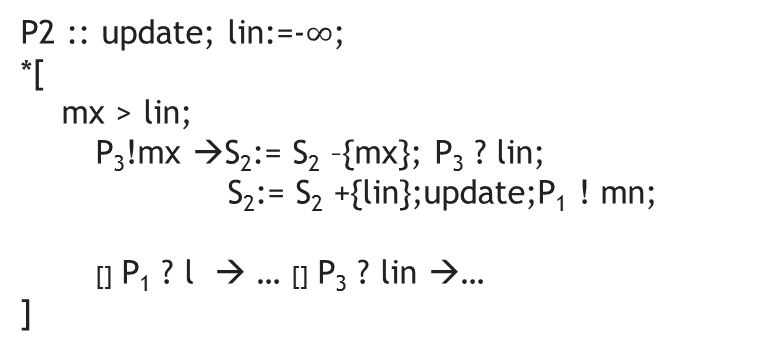 P2 :: update; lin:=-∞;
*[
mx > lin;
P₃!mx →S₂:= S₂ -{mx}; P₃ ? lin;
S₂:= S₂ +{lin};update;P₁ ! mn;
[] P₁ ? l → ... [] P₃ ? lin →...
]